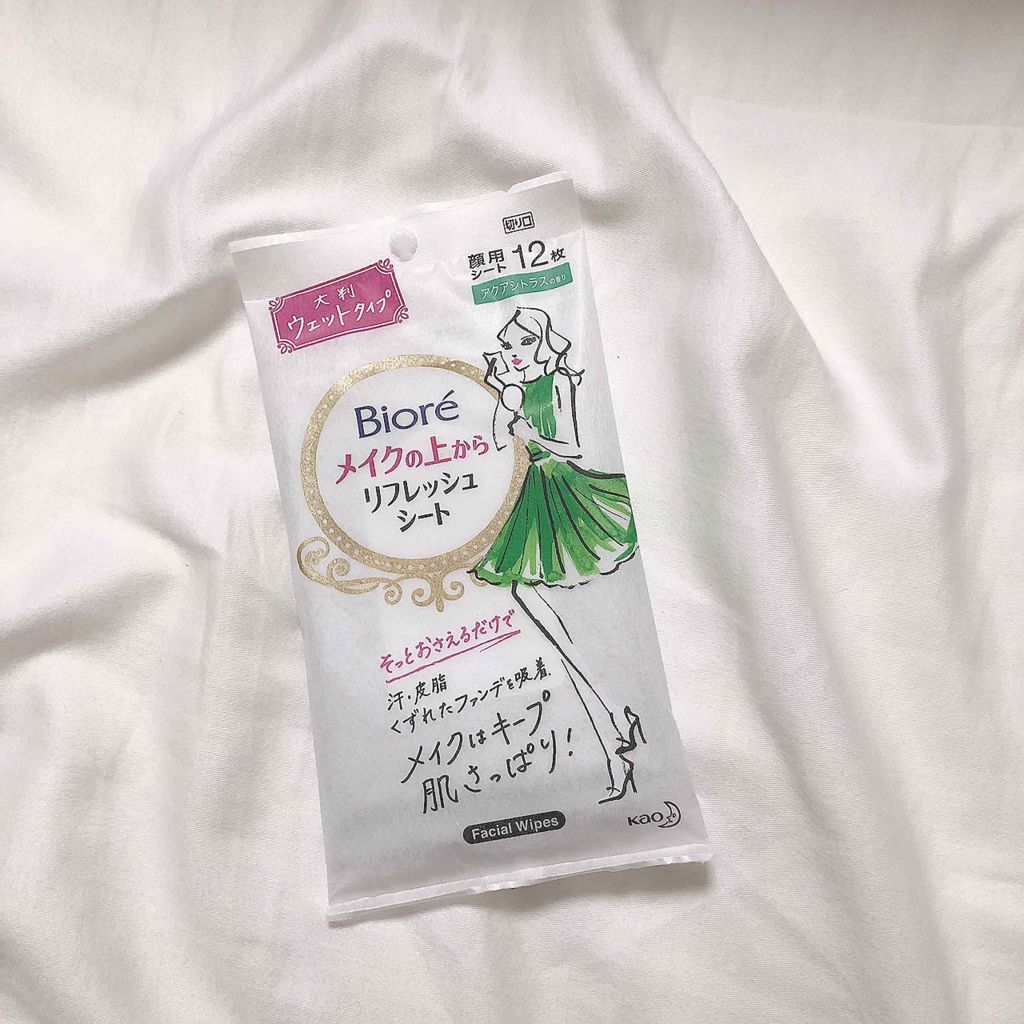 切り口
顔用
シート 12枚
アクアシトラスの香り
大判
ウェットタイプ
Bioré
メイクの上から
リフレッシュ
シート
そっとおさえるだけで
汗・皮脂
くずれたファンデを吸着
メイクはキープ
肌さっぱり!
Facial Wipes
Kao